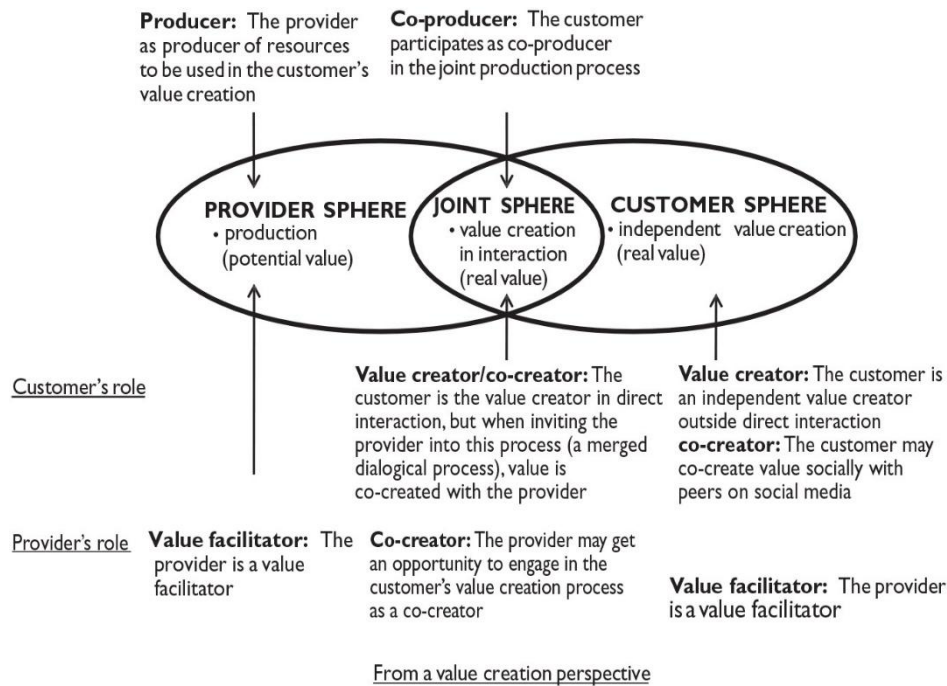 Producer: The provider
as producer of resources
to be used in the customer's
value creation
Co-producer: The customer
participates as co-producer
in the joint production process
PROVIDER SPHERE
• production
(potential value)
JOINT SPHERE
• value creation
in interaction
(real value)
CUSTOMER SPHERE
• independent value creation
(real value)
Customer's role
Value creator/co-creator: The
customer is the value creator in direct
interaction, but when inviting the
provider into this process (a merged
dialogical process), value is
co-created with the provider
Value creator: The customer is
an independent value creator
outside direct interaction
co-creator: The customer may
co-create value socially with
peers on social media
Provider's role
Value facilitator: The
provider is a value
facilitator
Co-creator: The provider may get
an opportunity to engage in the
customer's value creation process
as a co-creator
Value facilitator: The provider
is a value facilitator
From a value creation perspective